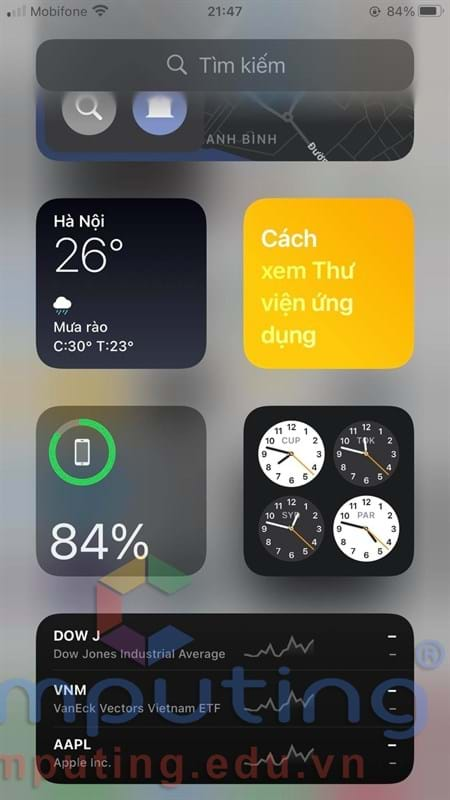 Mobifone
21:47
84%
Tìm kiếm
ANH BÌNH
Đườn
Hà Nội
26°
Mưa rào
C:30° T:23°
Cách
xem Thư
viện ứng
dụng
84%
CUP
TOK
SYD
PAR
DOW J
Dow Jones Industrial Average
VNM
VanEck Vectors Vietnam ETF
AAPL
Apple Inc.
mputing ®
mputing.edu.vn